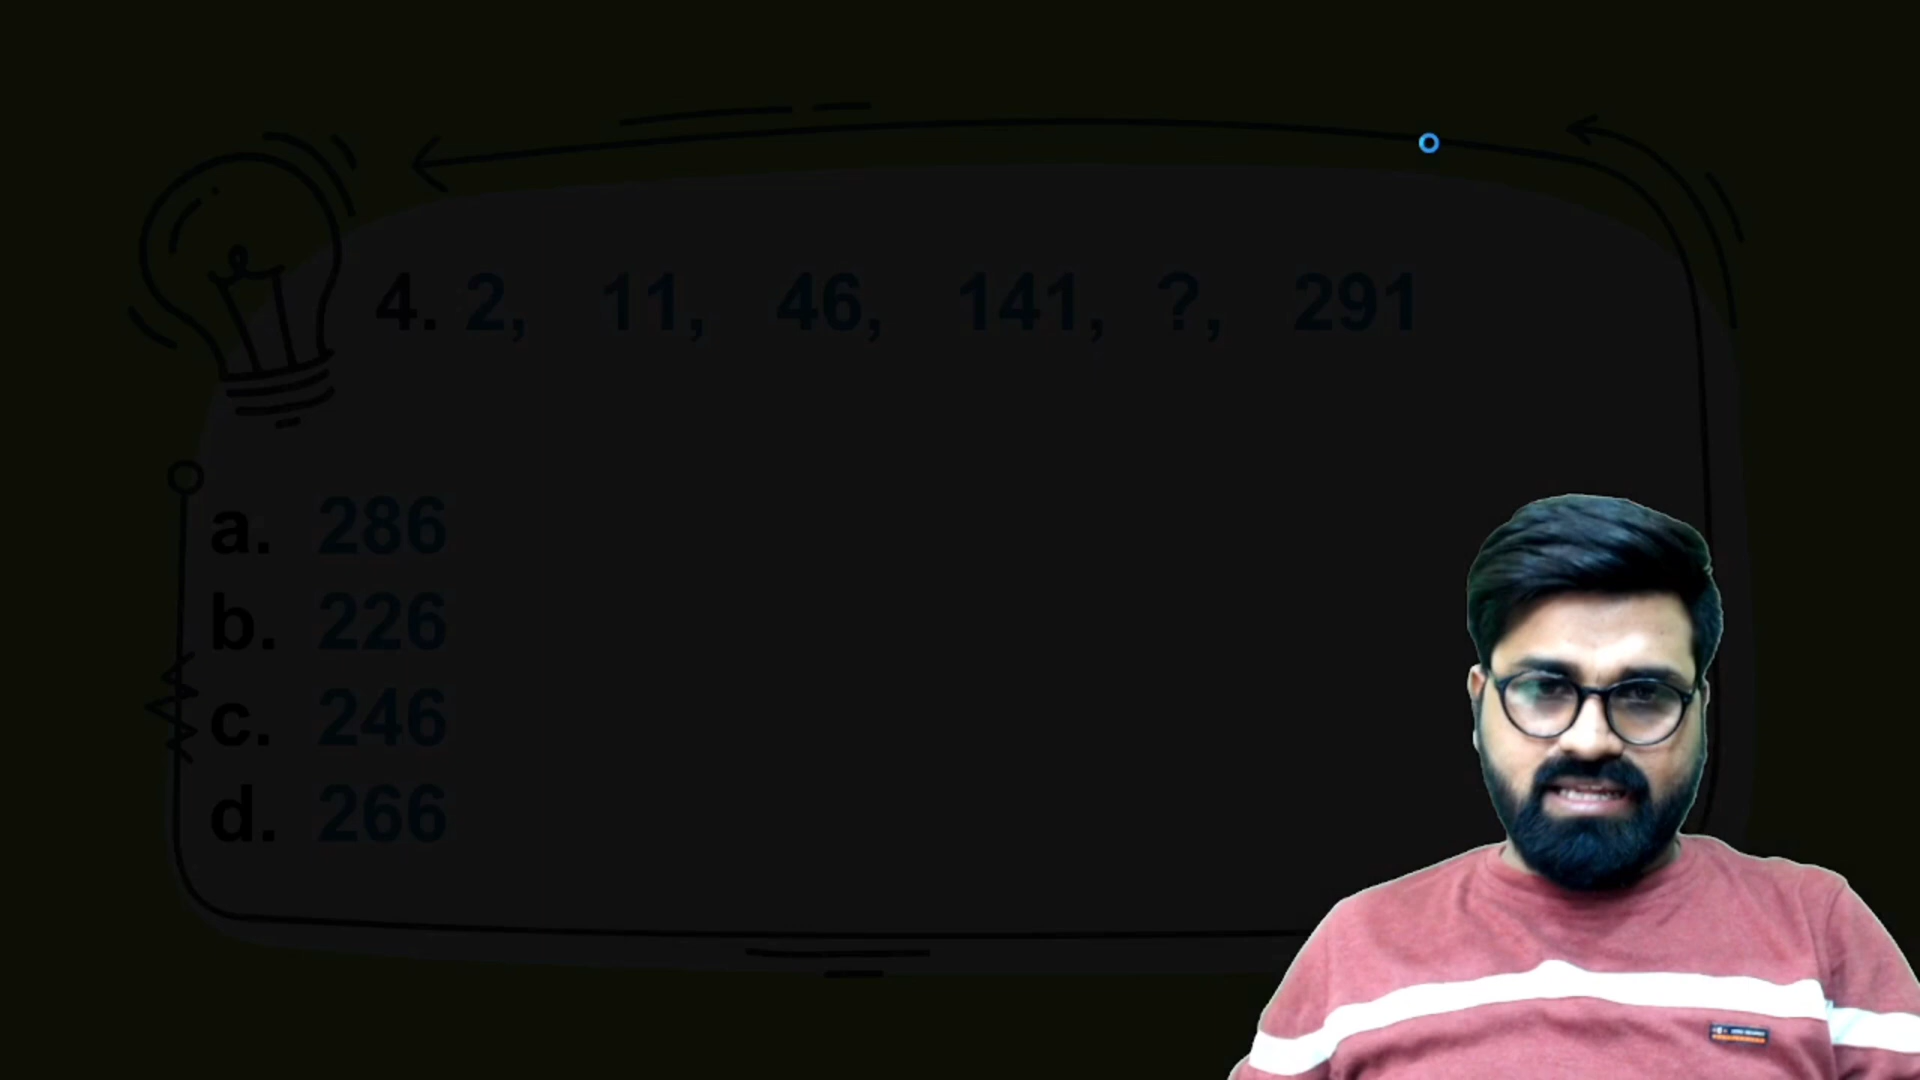 4. 2, 11, 46, 141, ?, 291
a. 286
b. 226
c. 246
d. 266